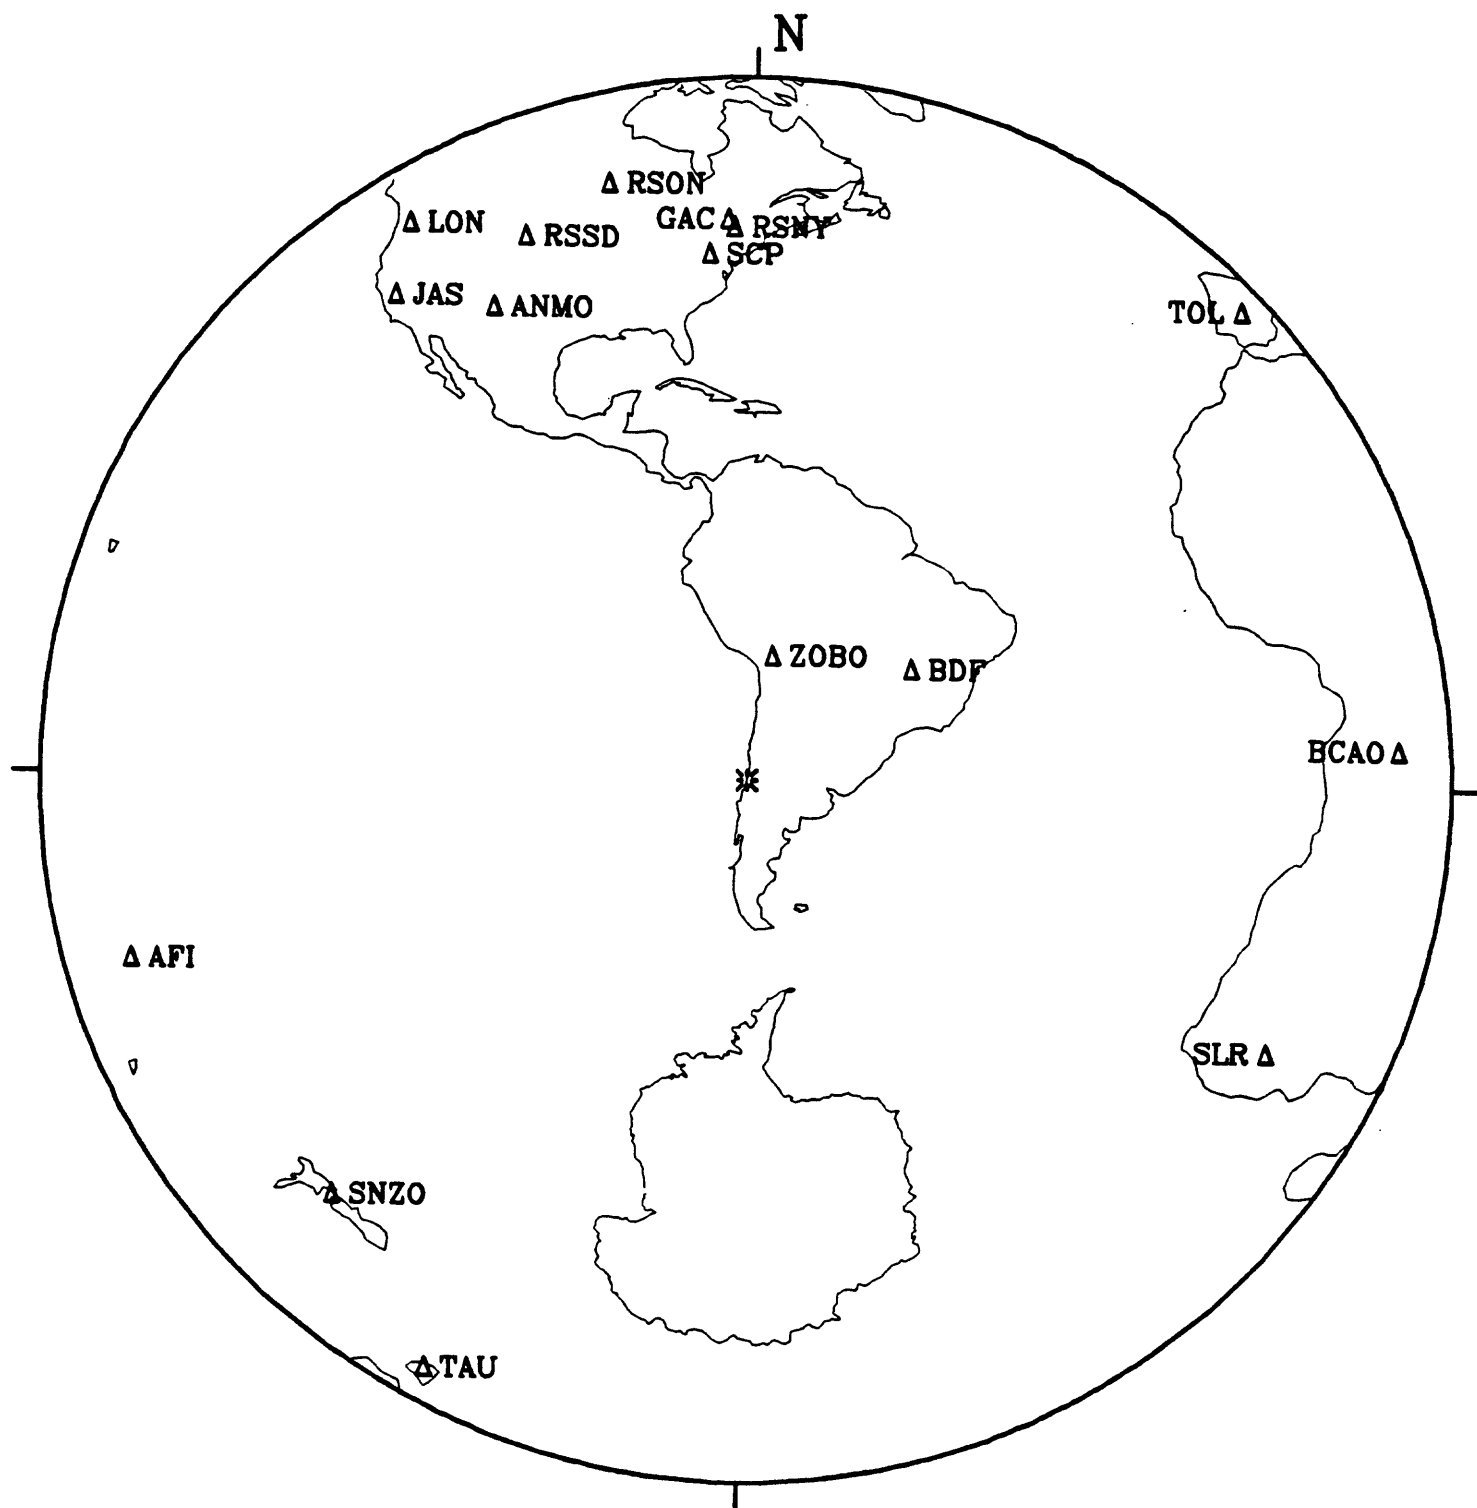 N
RSON
LON
GAC
RSNY
RSSD
SCP
JAS
ANMO
TOL
ZOBO
BDF
BCAO
AFI
SLR
SNZO
TAU